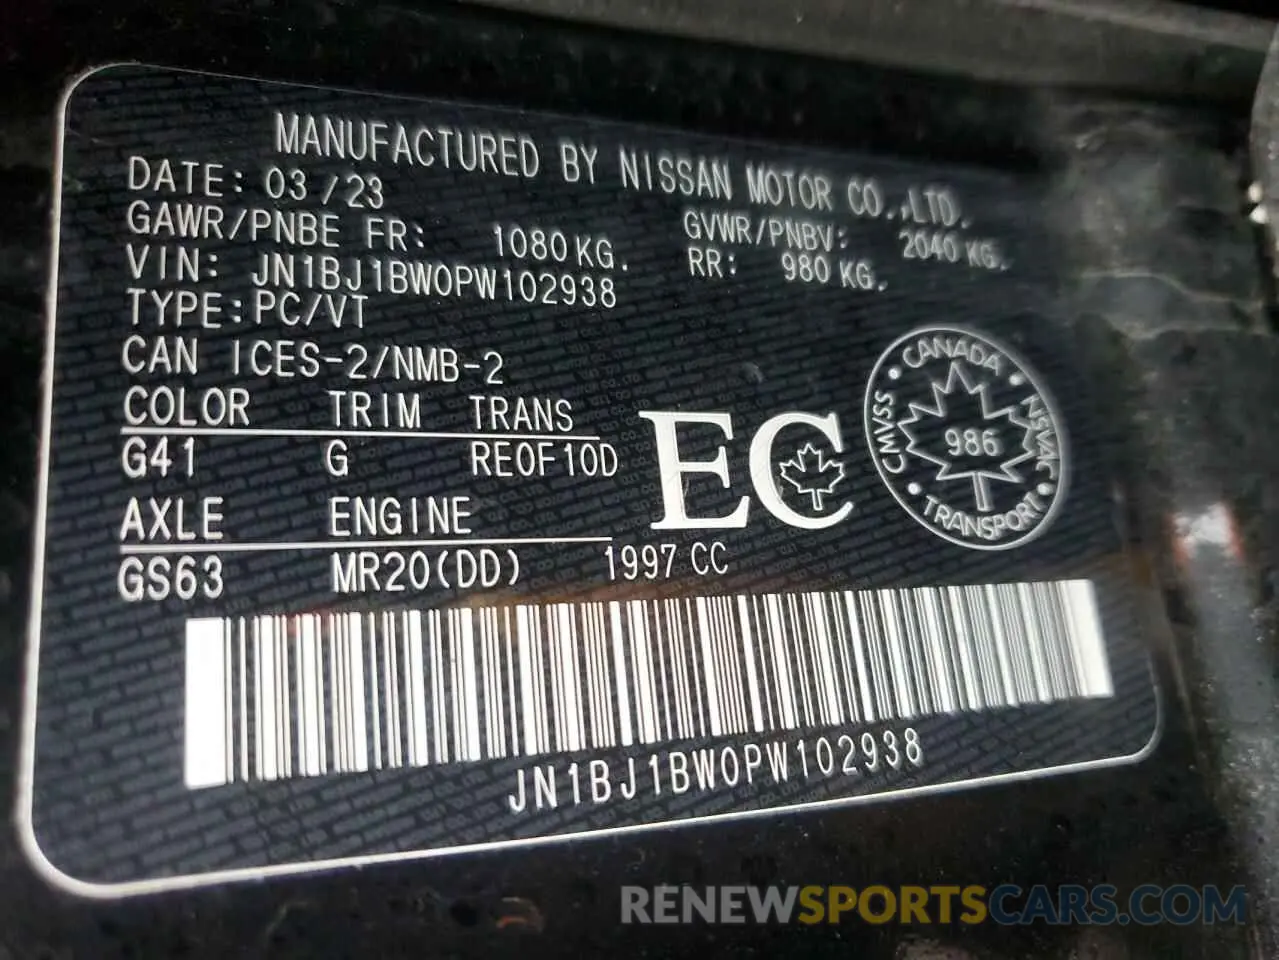 MANUFACTURED BY NISSAN MOTOR CO.,LTD.
DATE: 03/23
GVWR/PNBV: 2040 KG.
GAWR/PNBE FR: 1080 KG. RR: 980 KG.
VIN: JN1BJ1BW0PW102938
TYPE: PC/VT
CAN ICES-2/NMB-2
COLOR TRIM TRANS
G41 G RE0F10D
AXLE ENGINE
GS63 MR20(DD) 1997 CC
EC
CANADA
CMVSS NSVAC
986
TRANSPORT
JN1BJ1BW0PW102938
RENEWSPORTSCARS.COM